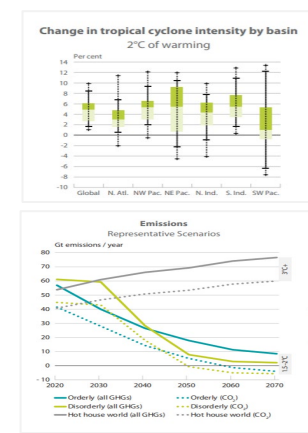 Change in tropical cyclone intensity by basin
2°C of warming
Per cent
14
12
10
8
6
4
2
0
-2
-4
-6
-8
-10
Global N. Atl. NW Pac. NE Pac. N. Ind. S. Ind. SW Pac.
Emissions
Representative Scenarios
Gt emissions / year
80
70
60
50
40
30
20
10
0
-10
2020 2030 2040 2050 2060 2070
Orderly (all GHGs) Orderly (CO₂)
Disorderly (all GHGs) Disorderly (CO₂)
Hot house world (all GHGs) Hot house world (CO₂)